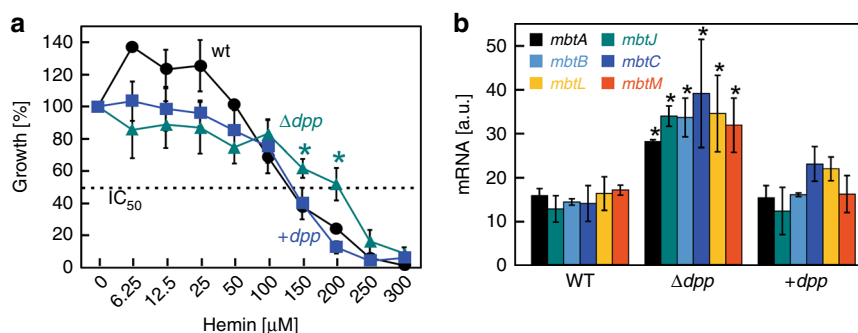 a
Growth [%]
140
120
100
80
60
40
20
0
wt
Δdpp
*
*
IC50
+dpp
0
6.25
12.5
25
50
100
150
200
250
300
Hemin [µM]
b
mRNA [a.u.]
50
40
30
20
10
0
mbtA mbtJ
mbtB mbtC
mbtL mbtM
* * * * * *
WT Δdpp +dpp